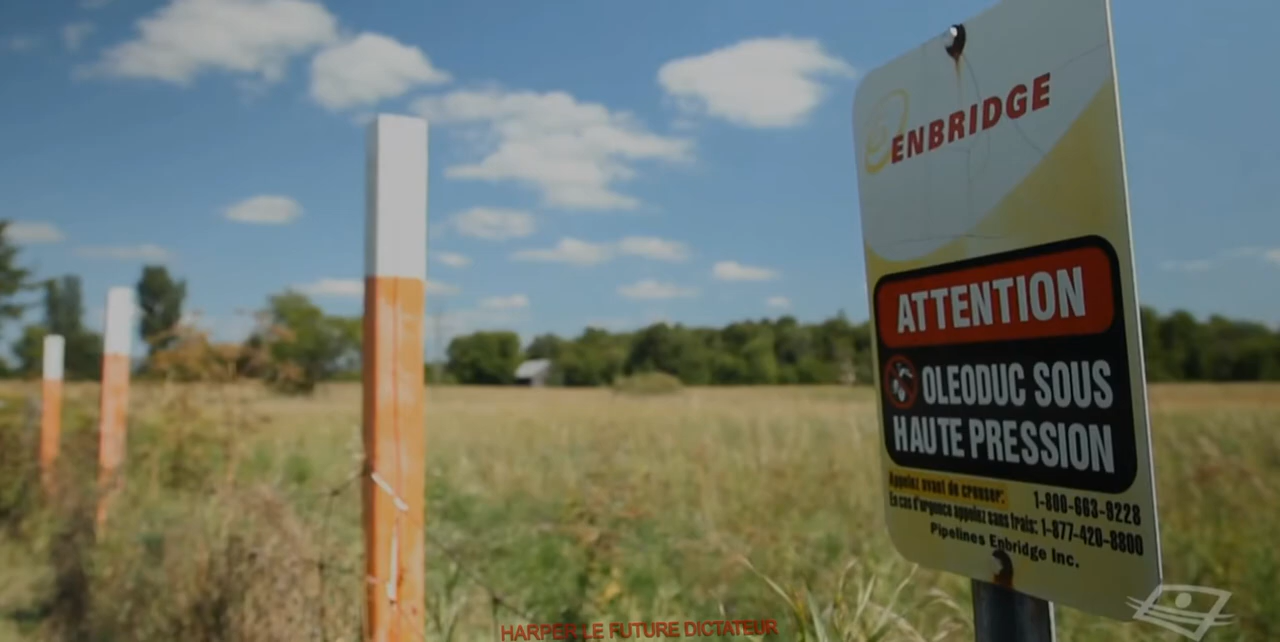 ENBRIDGE
ATTENTION
OLEODUC SOUS
HAUTE PRESSION
Appelez avant de creuser: 1-800-663-9228
En cas d'urgence appelez sans frais: 1-877-420-8800
Pipelines Enbridge Inc.
HARPER LE FUTURE DICTATEUR